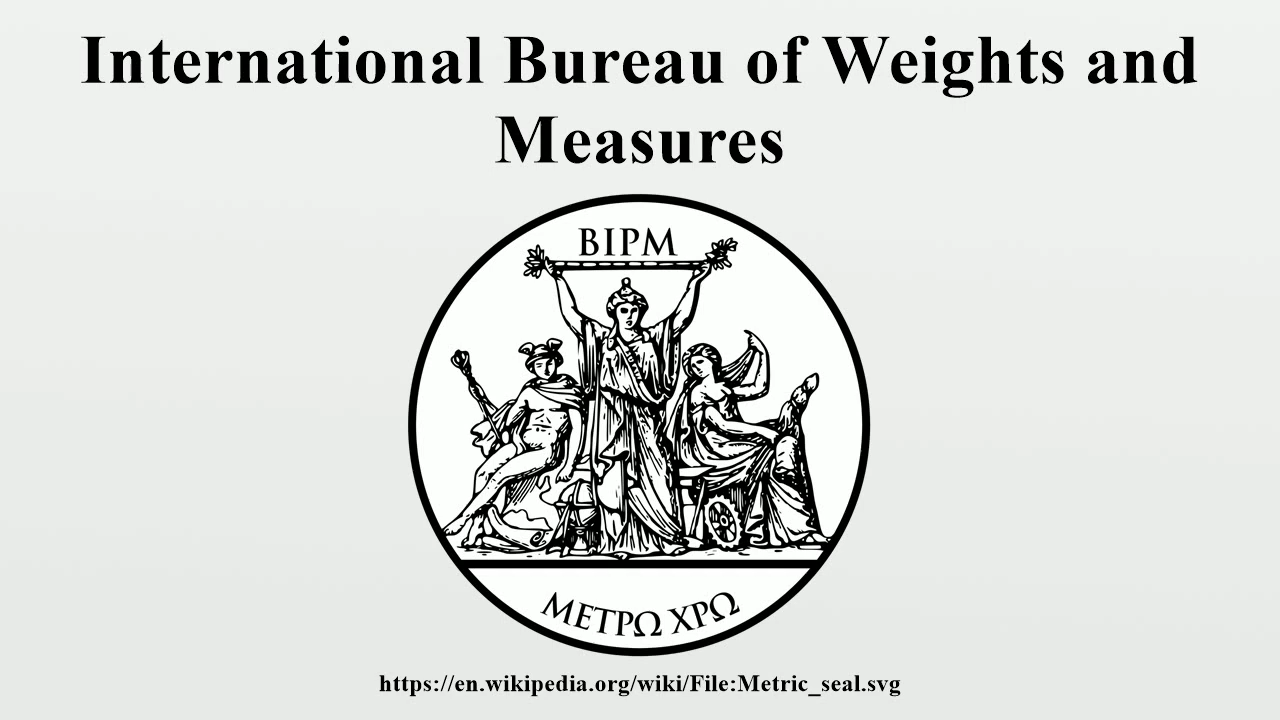 International Bureau of Weights and
Measures
BIPM
ΜΕΤΡΩ ΧΡΩ
https://en.wikipedia.org/wiki/File:Metric_seal.svg